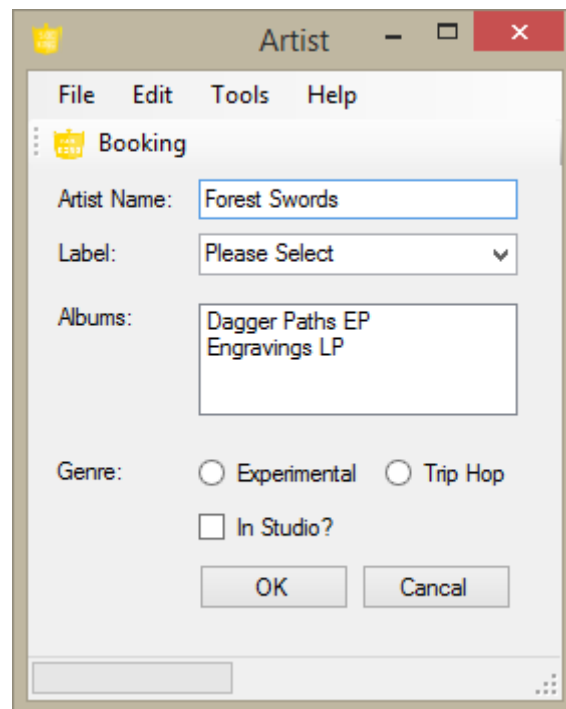 Artist
File Edit Tools Help
Booking
Artist Name: Forest Swords
Label: Please Select
Albums: Dagger Paths EP
Engravings LP
Genre: Experimental Trip Hop
In Studio?
OK Cancal